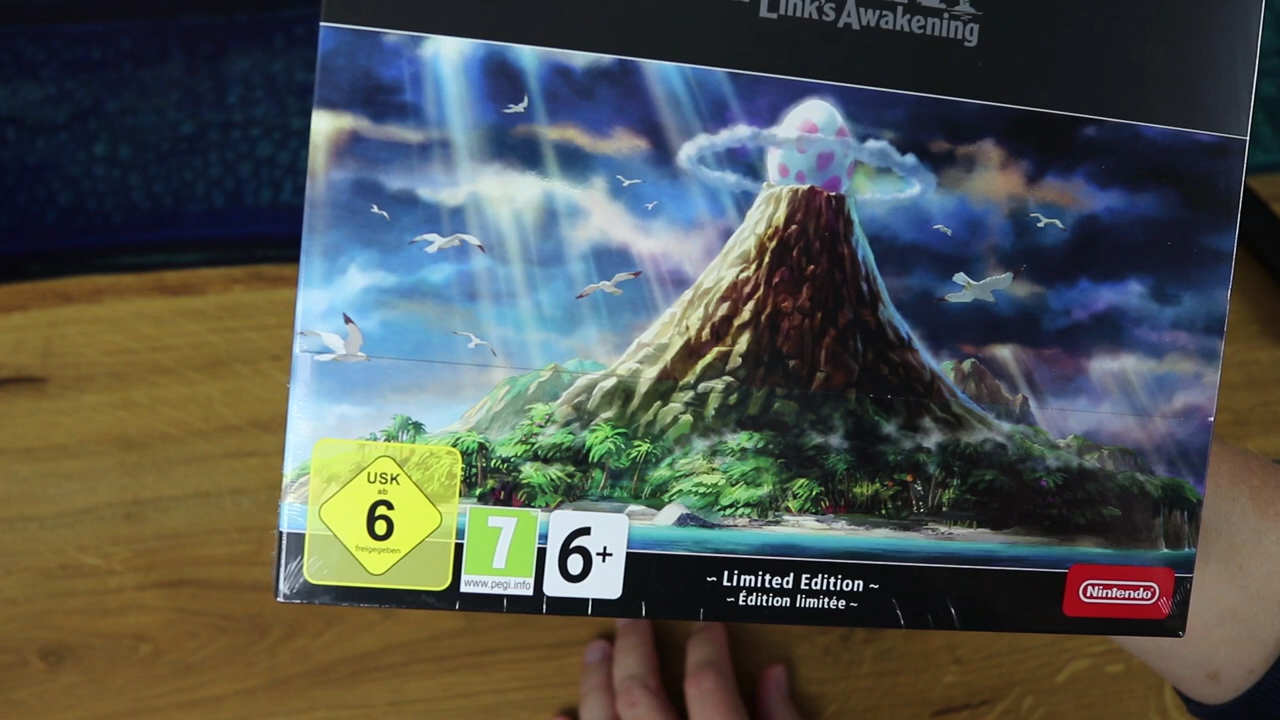 Link's Awakening
USK
ab
6
freigegeben
7
www.pegi.info
6+
~ Limited Edition ~
~ Édition limitée ~
Nintendo